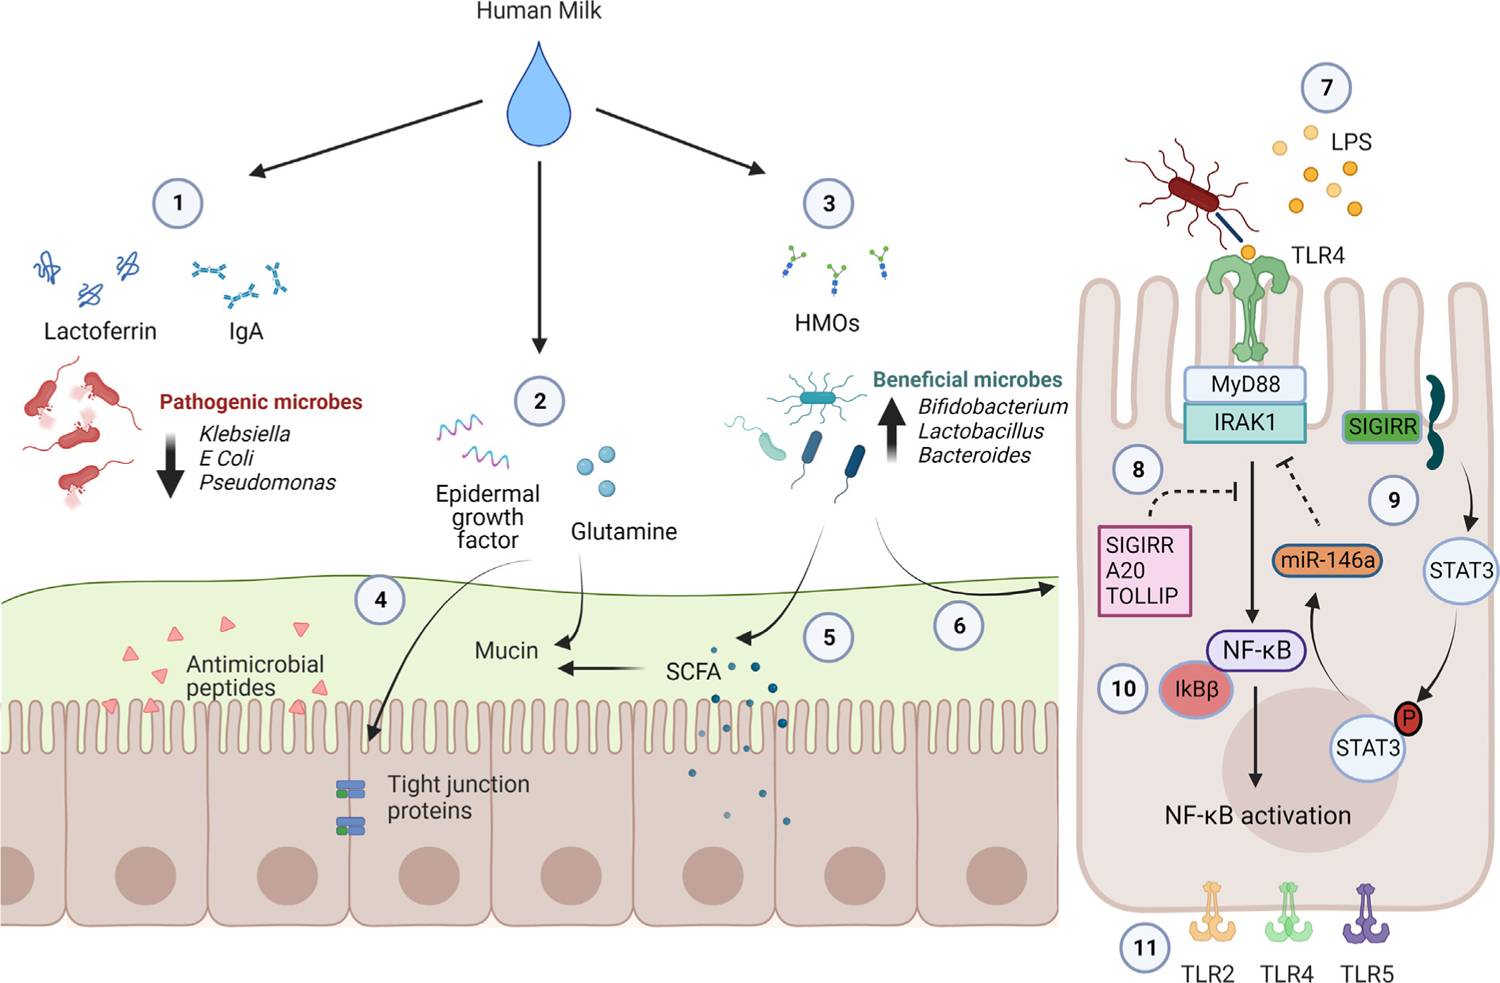 Human Milk
1
Lactoferrin
IgA
Pathogenic microbes
Klebsiella
E Coli
Pseudomonas
2
Epidermal
growth
factor
Glutamine
3
HMOs
Beneficial microbes
Bifidobacterium
Lactobacillus
Bacteroides
4
Antimicrobial
peptides
Mucin
SCFA
5
6
Tight junction
proteins
7
LPS
TLR4
MyD88
IRAK1
SIGIRR
8
SIGIRR
A20
TOLLIP
9
miR-146a
STAT3
NF-κB
10
IkBβ
P
STAT3
NF-κB activation
11
TLR2
TLR4
TLR5